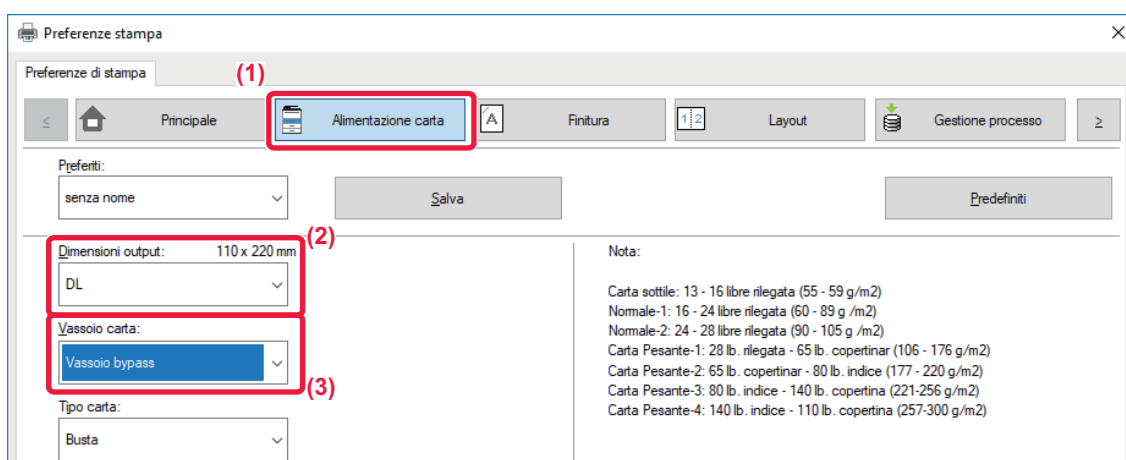 Preferenze stampa
Preferenze di stampa
(1)
≤ Principale Alimentazione carta A Finitura 1 2 Layout Gestione processo ≥
Preferiti:
senza nome Salva Predefiniti
(2)
Dimensioni output: 110 x 220 mm
DL
Vassoio carta:
Vassoio bypass
(3)
Tipo carta:
Busta
Nota:
Carta sottile: 13 - 16 libre rilegata (55 - 59 g/m2)
Normale-1: 16 - 24 libre rilegata (60 - 89 g /m2)
Normale-2: 24 - 28 libre rilegata (90 - 105 g /m2)
Carta Pesante-1: 28 lb. rilegata - 65 lb. copertinar (106 - 176 g/m2)
Carta Pesante-2: 65 lb. copertinar - 80 lb. indice (177 - 220 g/m2)
Carta Pesante-3: 80 lb. indice - 140 lb. copertina (221-256 g/m2)
Carta Pesante-4: 140 lb. indice - 110 lb. copertina (257-300 g/m2)